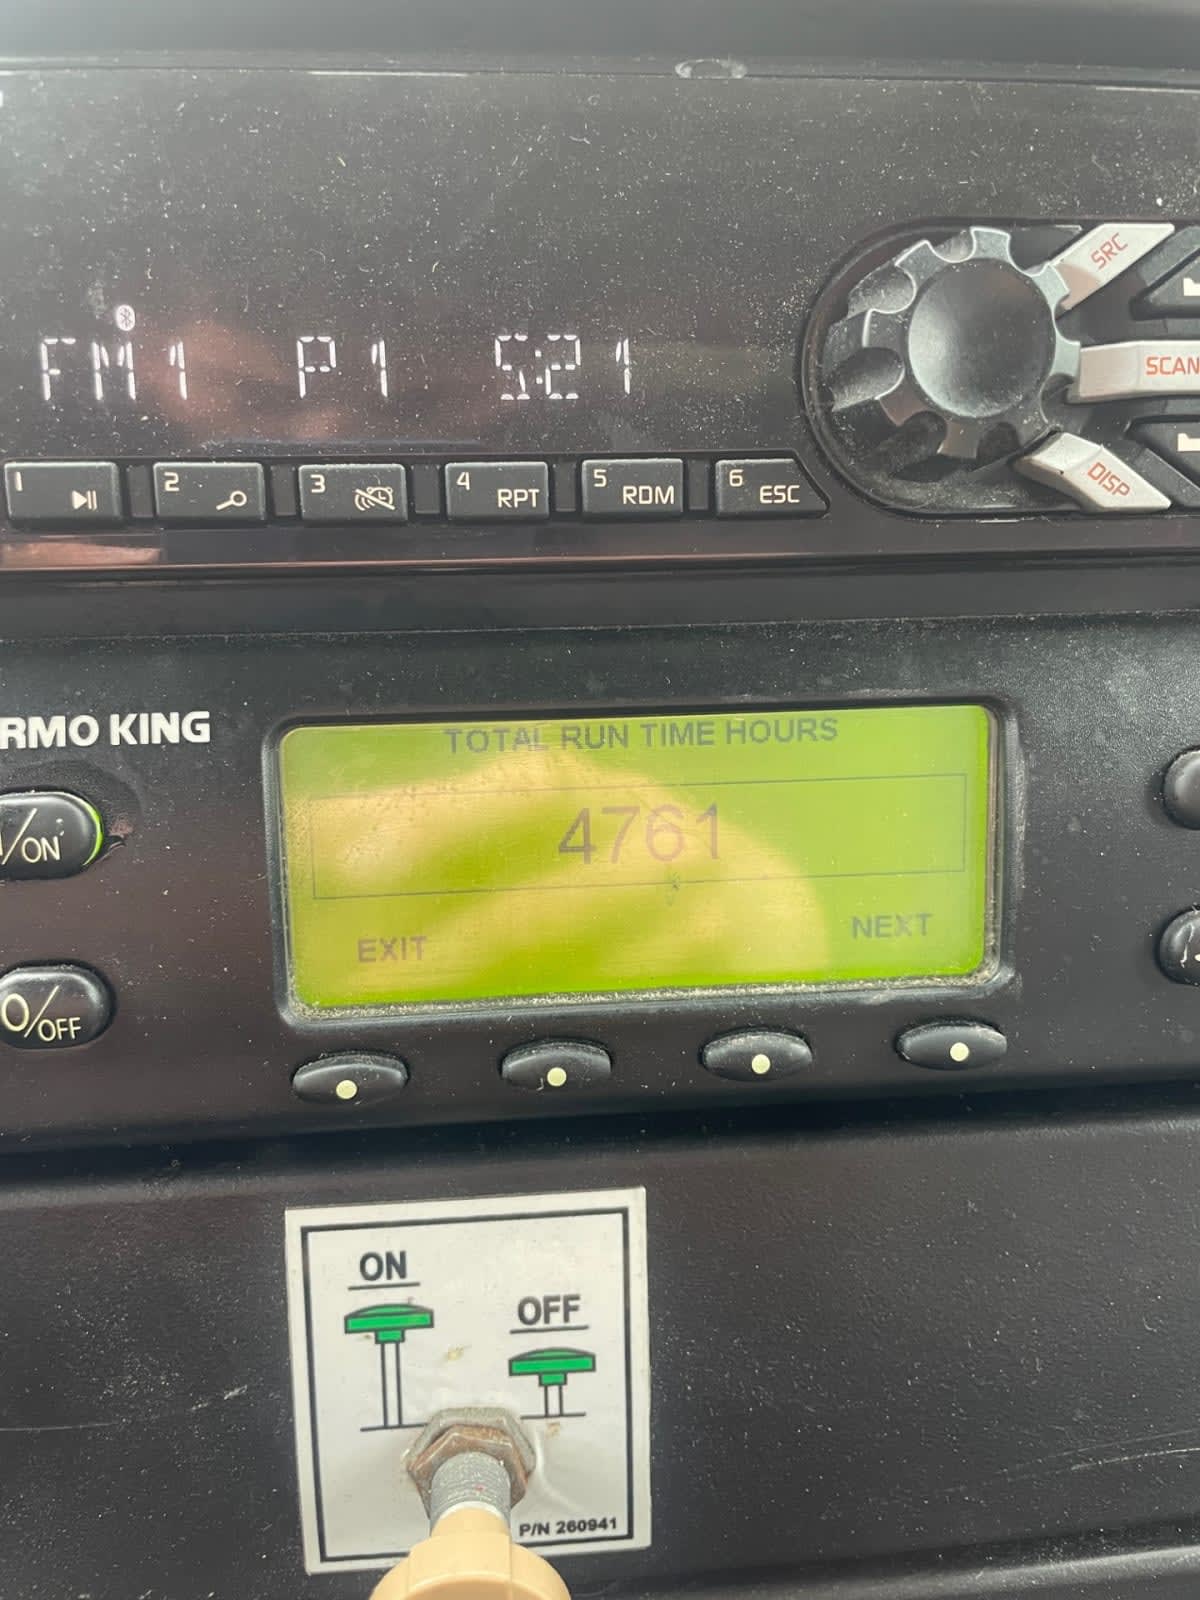 SRC
FM1 P1 5:21
SCAN
DISP
1
2
3
4 RPT
5 RDM
6 ESC
RMO KING
TOTAL RUN TIME HOURS
4761
EXIT NEXT
/ON
O/OFF
ON
OFF
P/N 260941